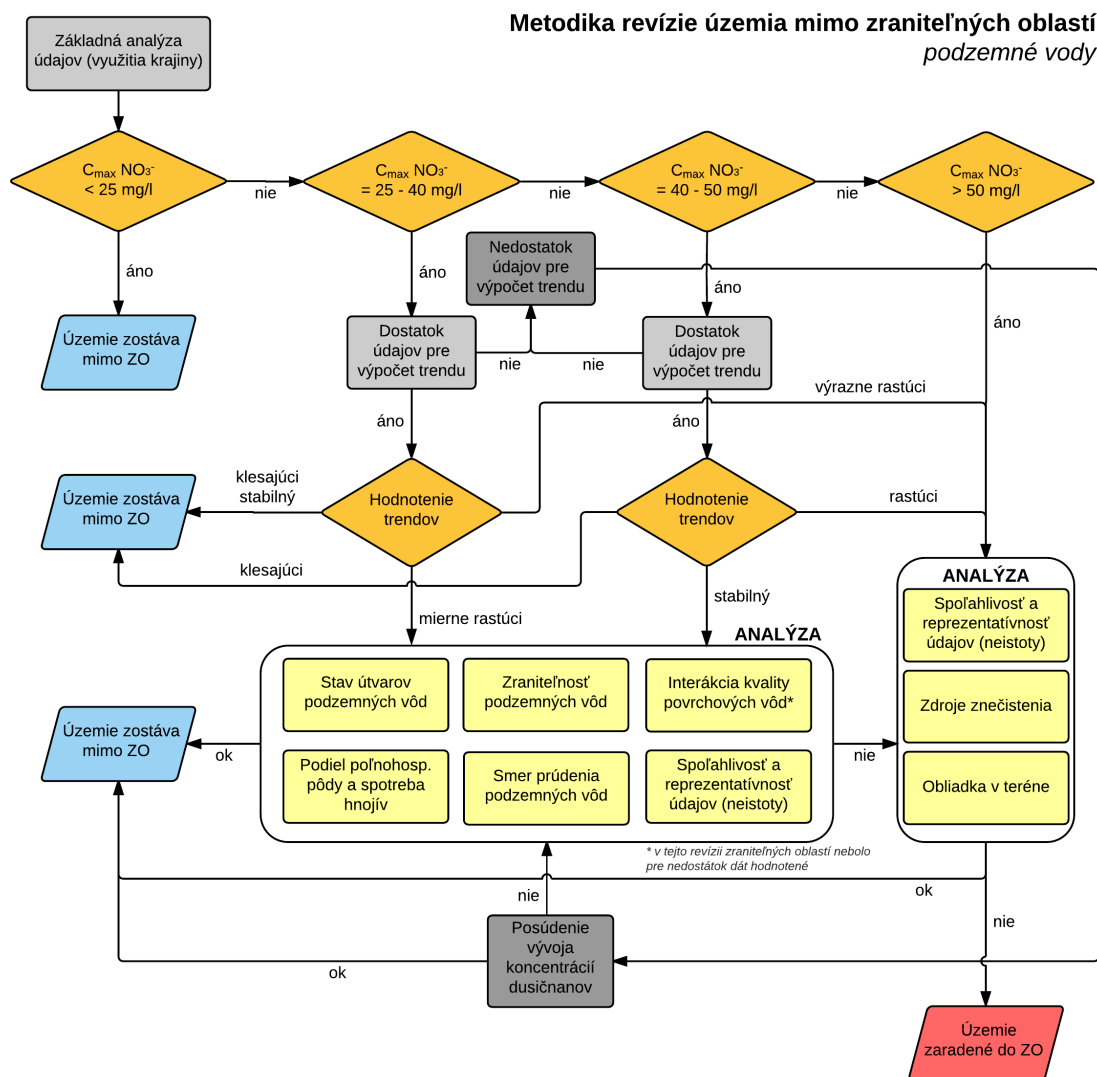 Metodika revízie územia mimo zraniteľných oblastí
podzemné vody
Základná analýza
údajov (využitia krajiny)
Cmax NO3-
< 25 mg/l
nie
Cmax NO3-
= 25 - 40 mg/l
nie
Cmax NO3-
= 40 - 50 mg/l
nie
Cmax NO3-
> 50 mg/l
áno
áno
áno
áno
Nedostatok
údajov pre
výpočet trendu
Územie zostáva
mimo ZO
Dostatok
údajov pre
výpočet trendu
nie
nie
Dostatok
údajov pre
výpočet trendu
výrazne rastúci
áno
áno
Územie zostáva
mimo ZO
klesajúci
stabilný
Hodnotenie
trendov
Hodnotenie
trendov
rastúci
klesajúci
mierne rastúci
stabilný
ANALÝZA
Stav útvarov
podzemných vôd
Zraniteľnosť
podzemných vôd
Interákcia kvality
povrchových vôd*
Podiel poľnohosp.
pôdy a spotreba
hnojív
Smer prúdenia
podzemných vôd
Spoľahlivosť a
reprezentatívnosť
údajov (neistoty)
ANALÝZA
Spoľahlivosť a
reprezentatívnosť
údajov (neistoty)
Zdroje znečistenia
Obliadka v teréne
Územie zostáva
mimo ZO
ok
nie
* v tejto revízii zraniteľných oblastí nebolo
pre nedostátok dát hodnotené
ok
nie
nie
Posúdenie
vývoja
koncentrácií
dusičnanov
ok
Územie
zaradené do ZO